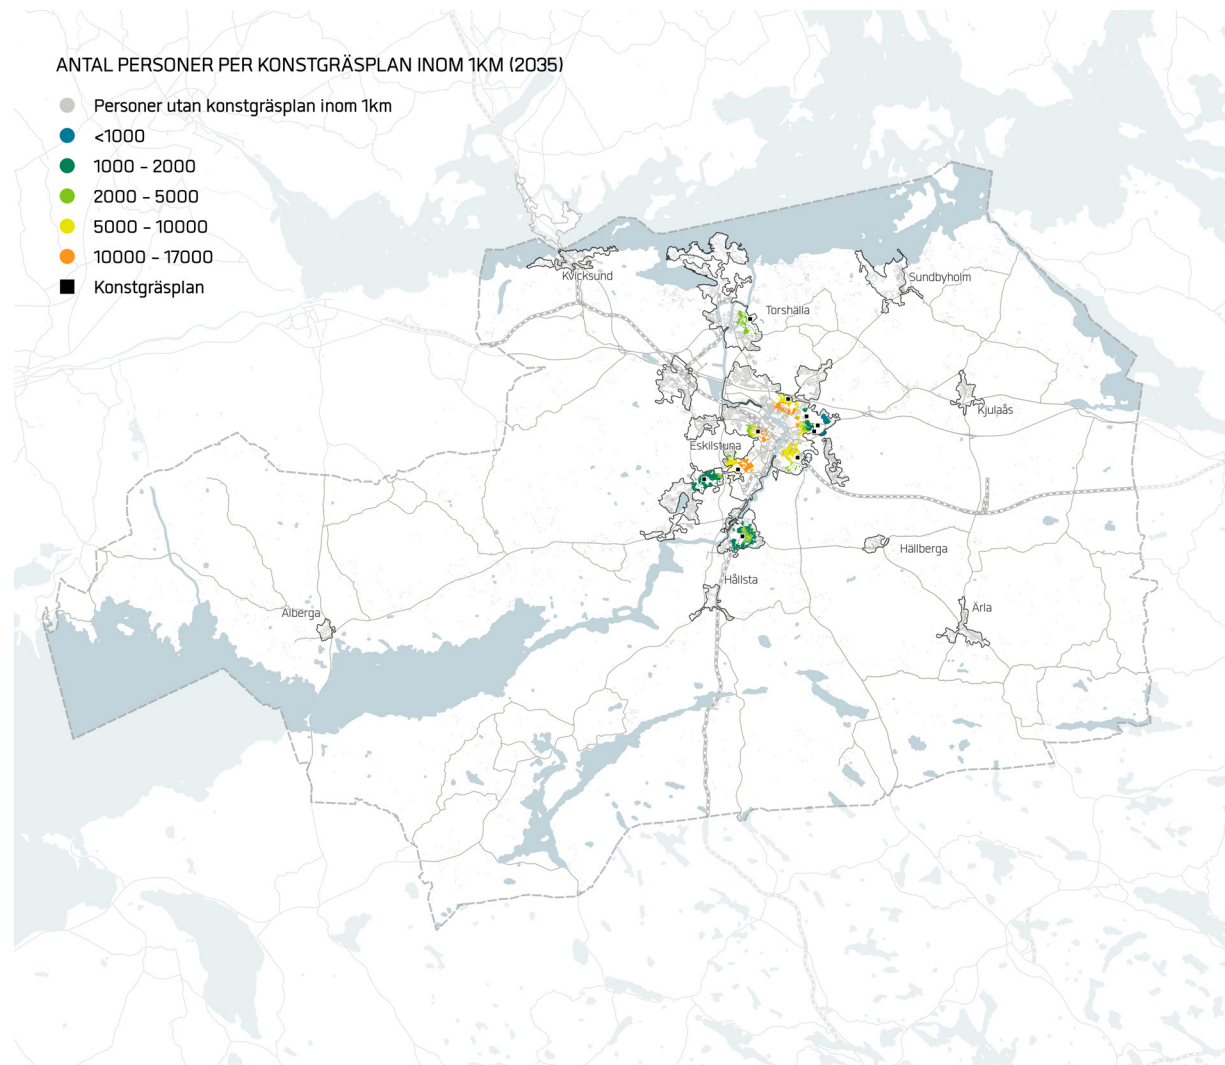 ANTAL PERSONER PER KONSTGRÄSPLAN INOM 1KM (2035)
Personer utan konstgräsplan inom 1km
<1000
1000 - 2000
2000 - 5000
5000 - 10000
10000 - 17000
Konstgräsplan
Kvicksund
Sundbyholm
Torshälla
Kjulaås
Eskilstuna
Hällberga
Hållsta
Ärla
Alberga